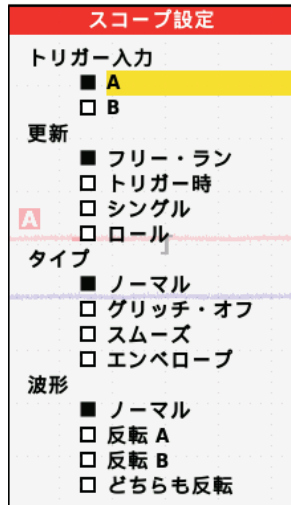 スコープ設定
トリガー入力
■ A
□ B
更新
■ フリー・ラン
□ トリガー時
□ シングル
A
□ ロール
タイプ
■ ノーマル
□ グリッチ・オフ
□ スムーズ
□ エンベロープ
波形
■ ノーマル
□ 反転 A
□ 反転 B
□ どちらも反転